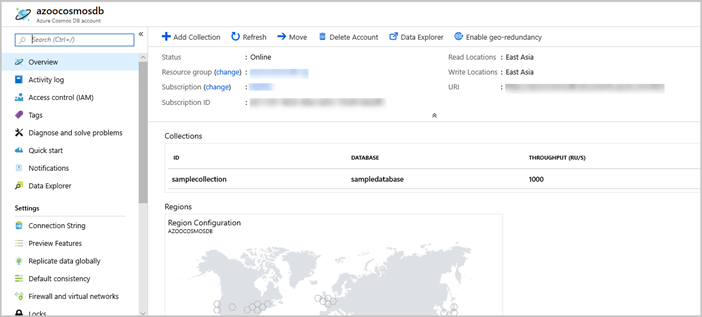 azoocosmosdb
Azure Cosmos DB account
Search (Ctrl+/)
«
Overview
Activity log
Access control (IAM)
Tags
Diagnose and solve problems
Quick start
Notifications
Data Explorer
Settings
Connection String
Preview Features
Replicate data globally
Default consistency
Firewall and virtual networks
Locks
Add Collection Refresh Move Delete Account Data Explorer Enable geo-redundancy
Status : Online
Resource group (change) :
Subscription (change) :
Subscription ID :
Read Locations : East Asia
Write Locations : East Asia
URI :
Collections
ID DATABASE THROUGHPUT (RU/S)
samplecollection sampledatabase 1000
Regions
Region Configuration
AZOOCOSMOSDB